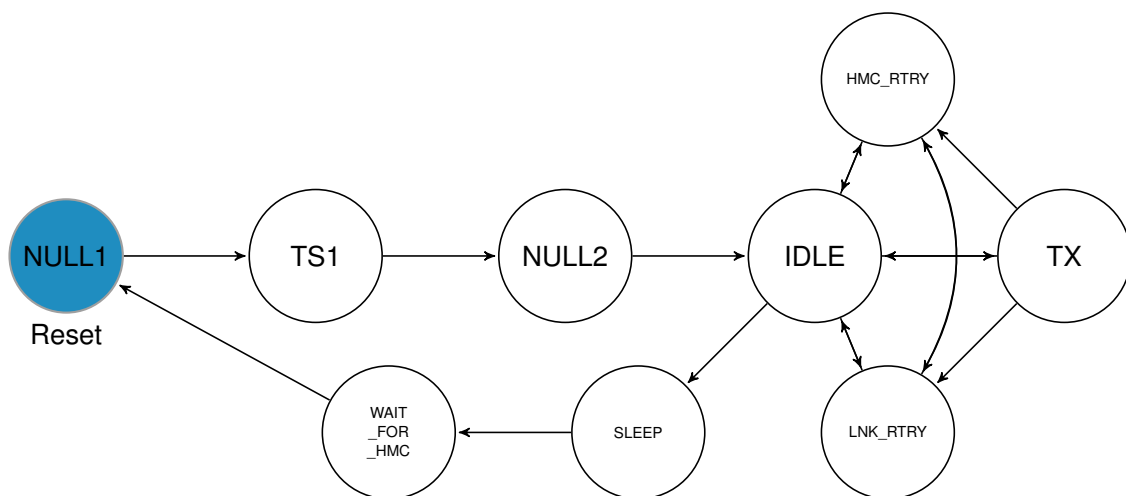 HMC_RTRY
NULL1
TS1
NULL2
IDLE
TX
Reset
WAIT
_FOR
_HMC
SLEEP
LNK_RTRY